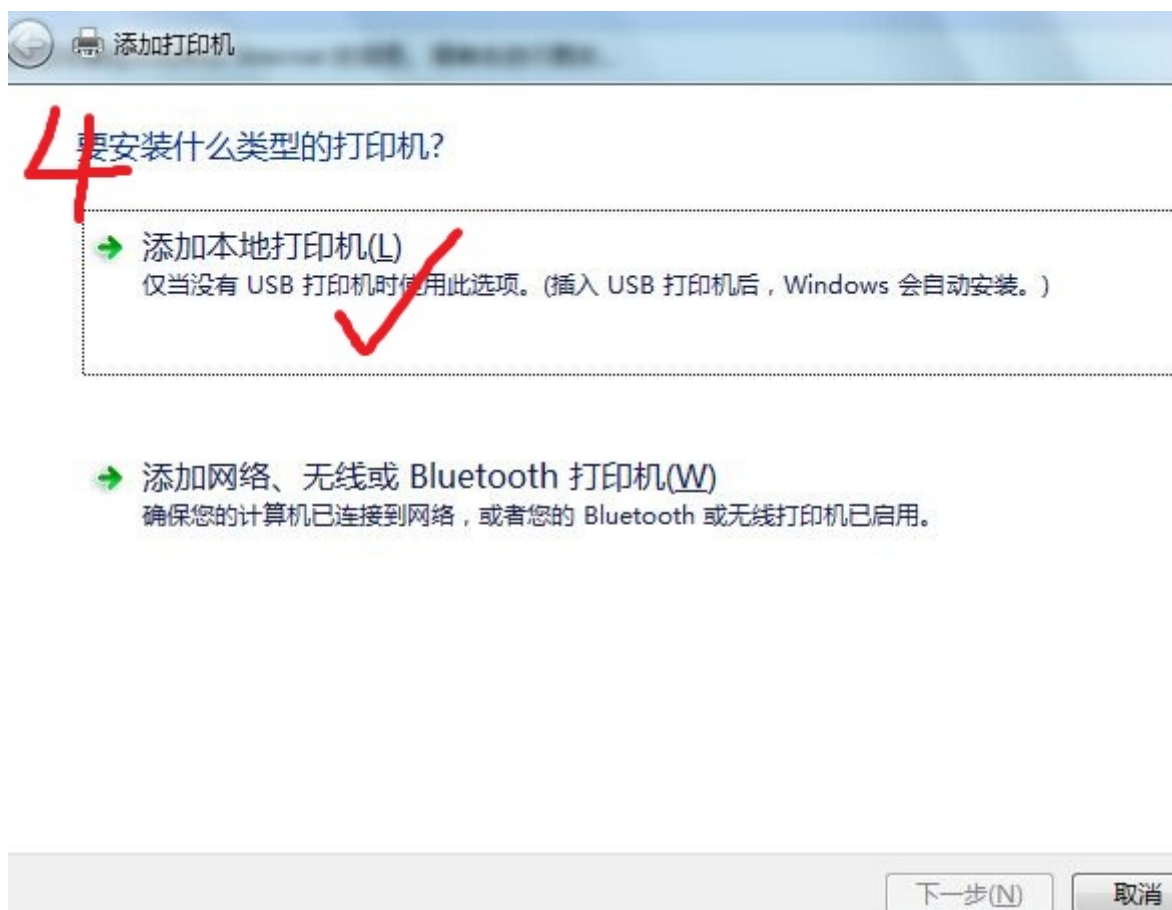 添加打印机
4
要安装什么类型的打印机?
添加本地打印机(L)
仅当没有 USB 打印机时使用此选项。(插入 USB 打印机后，Windows 会自动安装。)
添加网络、无线或 Bluetooth 打印机(W)
确保您的计算机已连接到网络，或者您的 Bluetooth 或无线打印机已启用。
下一步(N)
取消